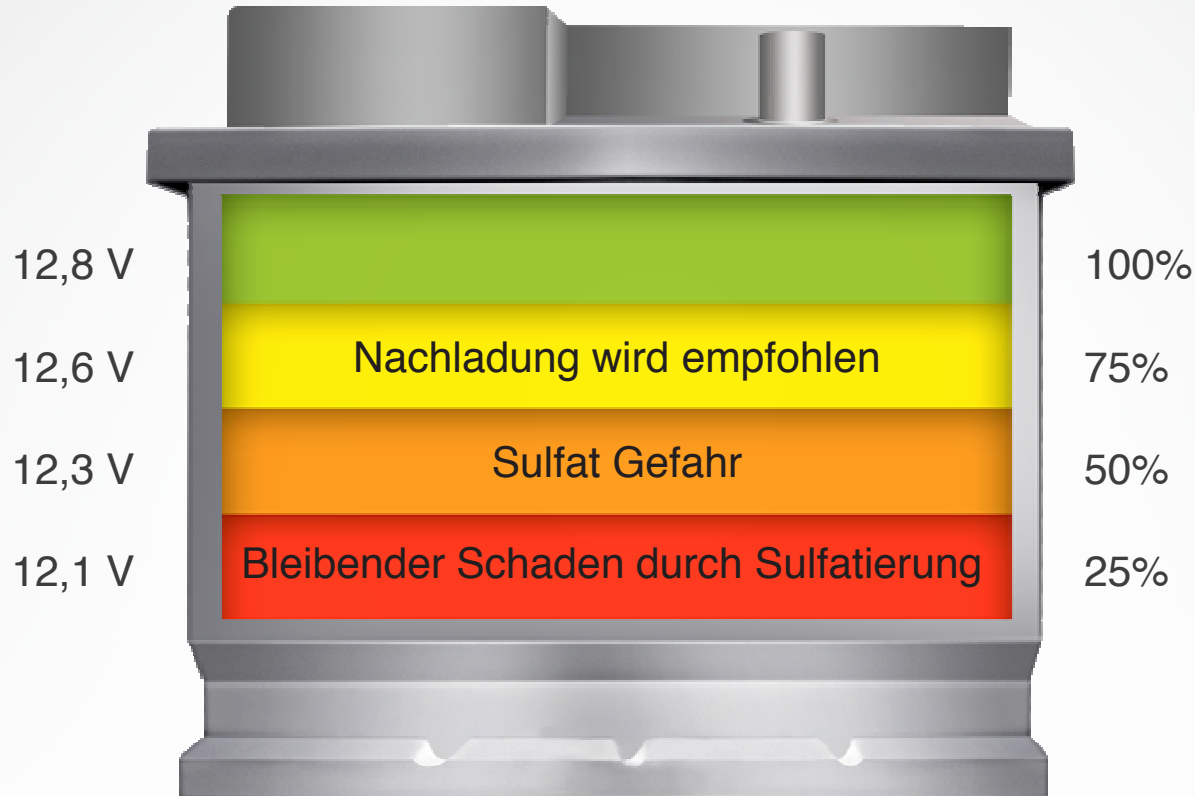 12,8 V 100%
12,6 V Nachladung wird empfohlen 75%
12,3 V Sulfat Gefahr 50%
12,1 V Bleibender Schaden durch Sulfatierung 25%